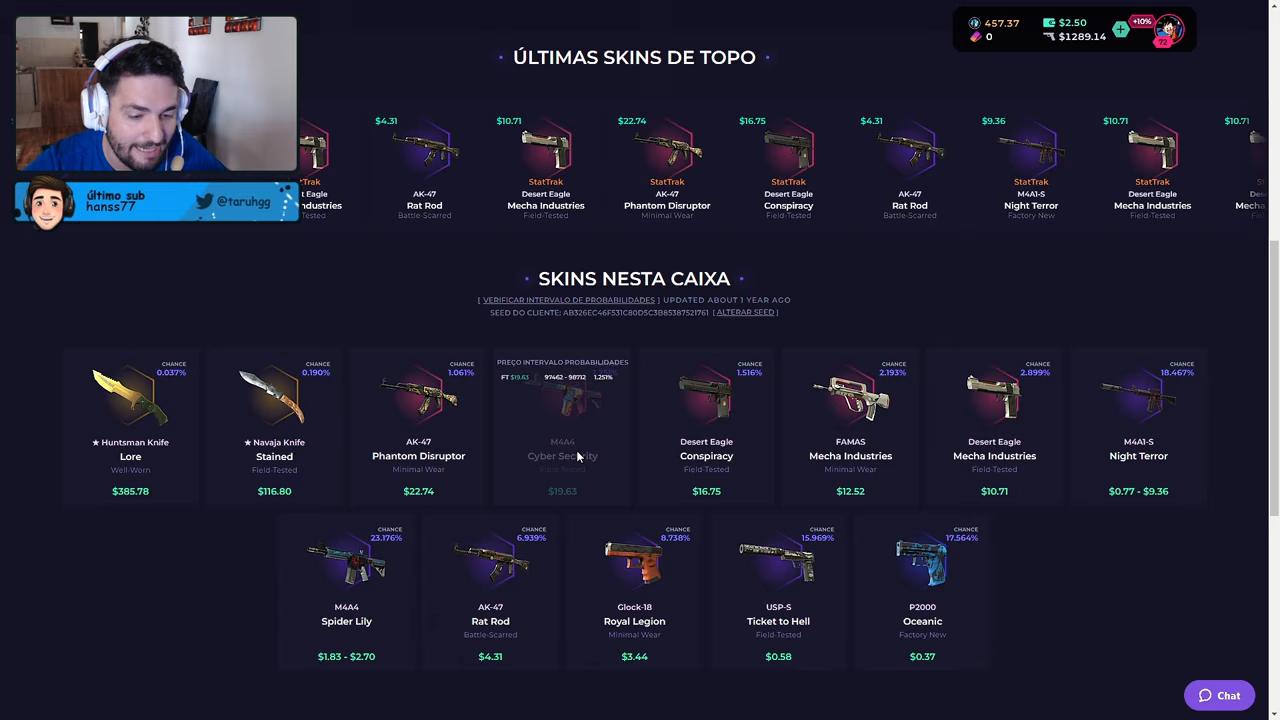 457.37
$2.50
+10%
0
$1289.14
72
ÚLTIMAS SKINS DE TOPO
último_sub
hanss77
@taruhgg
$4.31
$10.71
$22.74
$16.75
$4.31
$9.36
$10.71
$10.71
StatTrak
StatTrak
StatTrak
StatTrak
StatTrak
AK-47
Desert Eagle
AK-47
Desert Eagle
AK-47
M4A1-S
Desert Eagle
Rat Rod
Mecha Industries
Phantom Disruptor
Conspiracy
Rat Rod
Night Terror
Mecha Industries
Battle-Scarred
Field-Tested
Minimal Wear
Field-Tested
Battle-Scarred
Factory New
Field-Tested
SKINS NESTA CAIXA
[ VERIFICAR INTERVALO DE PROBABILIDADES ] UPDATED ABOUT 1 YEAR AGO
SEED DO CLIENTE: AB326EC46F531C80D5C3B85387521761 [ ALTERAR SEED ]
CHANCE
0.037%
★ Huntsman Knife
Lore
Well-Worn
$385.78
CHANCE
0.190%
★ Navaja Knife
Stained
Field-Tested
$116.80
CHANCE
1.061%
AK-47
Phantom Disruptor
Minimal Wear
$22.74
PREÇO INTERVALO PROBABILIDADES
FT $19.63 97462 - 98712 1.251%
M4A4
Cyber Security
$19.63
CHANCE
1.516%
Desert Eagle
Conspiracy
Field-Tested
$16.75
CHANCE
2.193%
FAMAS
Mecha Industries
Minimal Wear
$12.52
CHANCE
2.899%
Desert Eagle
Mecha Industries
Field-Tested
$10.71
CHANCE
18.467%
M4A1-S
Night Terror
$0.77 - $9.36
CHANCE
23.176%
M4A4
Spider Lily
$1.83 - $2.70
CHANCE
6.939%
AK-47
Rat Rod
Battle-Scarred
$4.31
CHANCE
8.738%
Glock-18
Royal Legion
Minimal Wear
$3.44
CHANCE
15.969%
USP-S
Ticket to Hell
Field-Tested
$0.58
CHANCE
17.564%
P2000
Oceanic
Factory New
$0.37
Chat